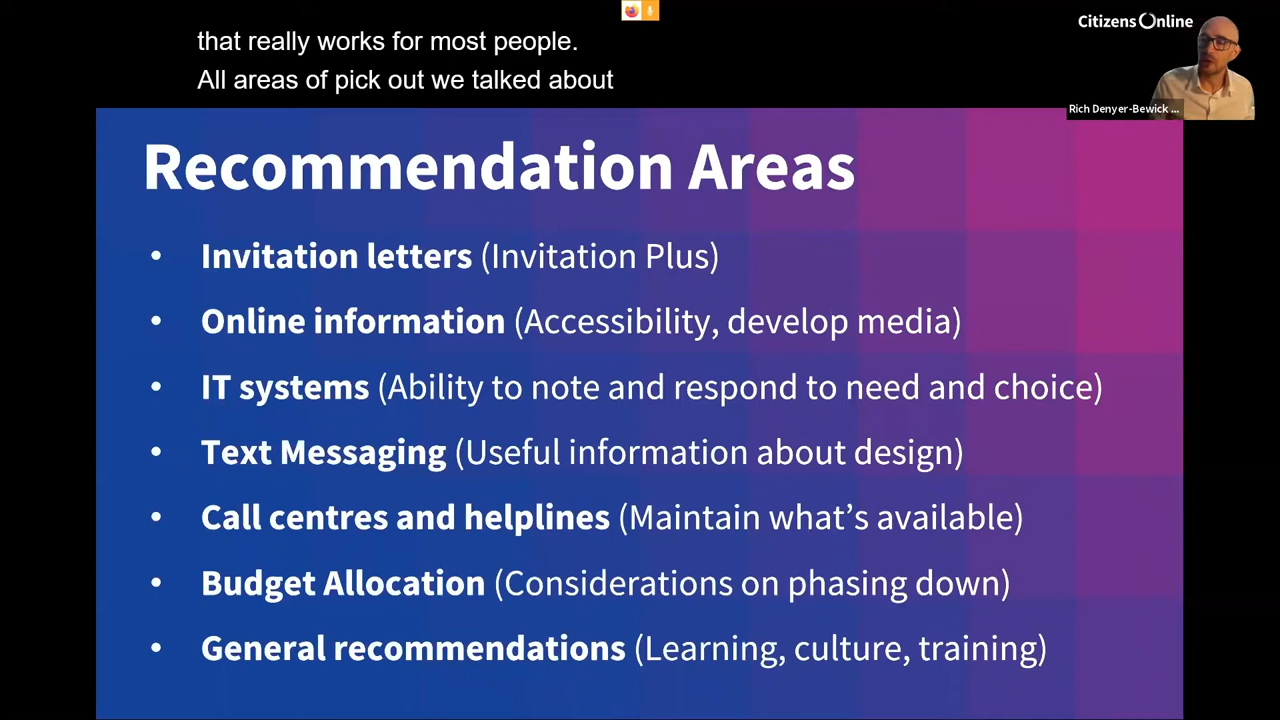 that really works for most people.
All areas of pick out we talked about
Citizens Online
Rich Denyer-Bewick ...
Recommendation Areas
• Invitation letters (Invitation Plus)
• Online information (Accessibility, develop media)
• IT systems (Ability to note and respond to need and choice)
• Text Messaging (Useful information about design)
• Call centres and helplines (Maintain what’s available)
• Budget Allocation (Considerations on phasing down)
• General recommendations (Learning, culture, training)